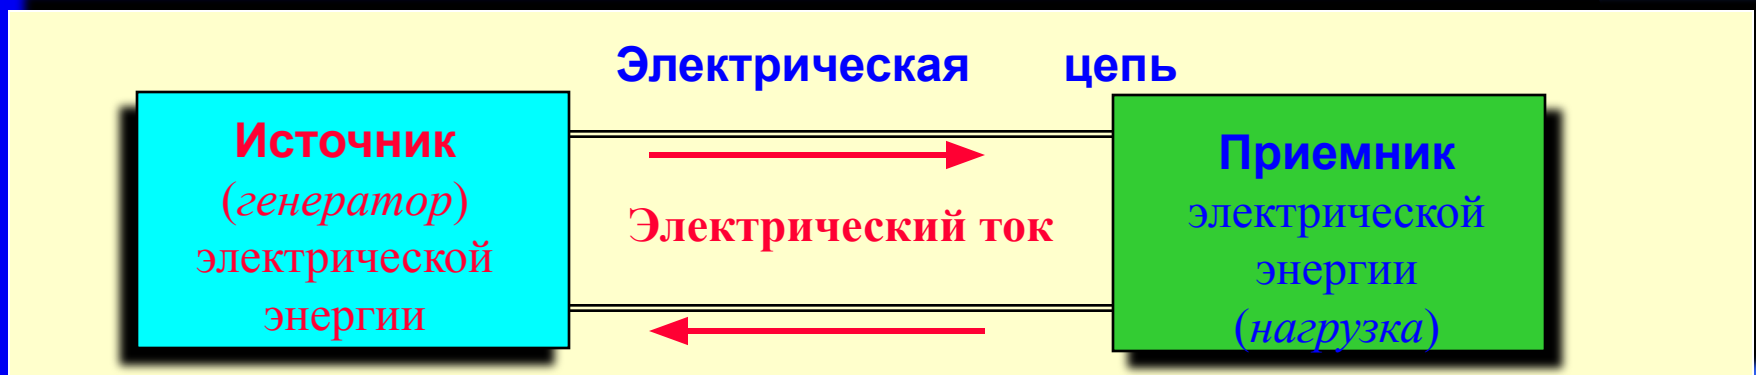 Электрическая цепь
Источник
(генератор)
электрической
энергии
Электрический ток
Приемник
электрической
энергии
(нагрузка)